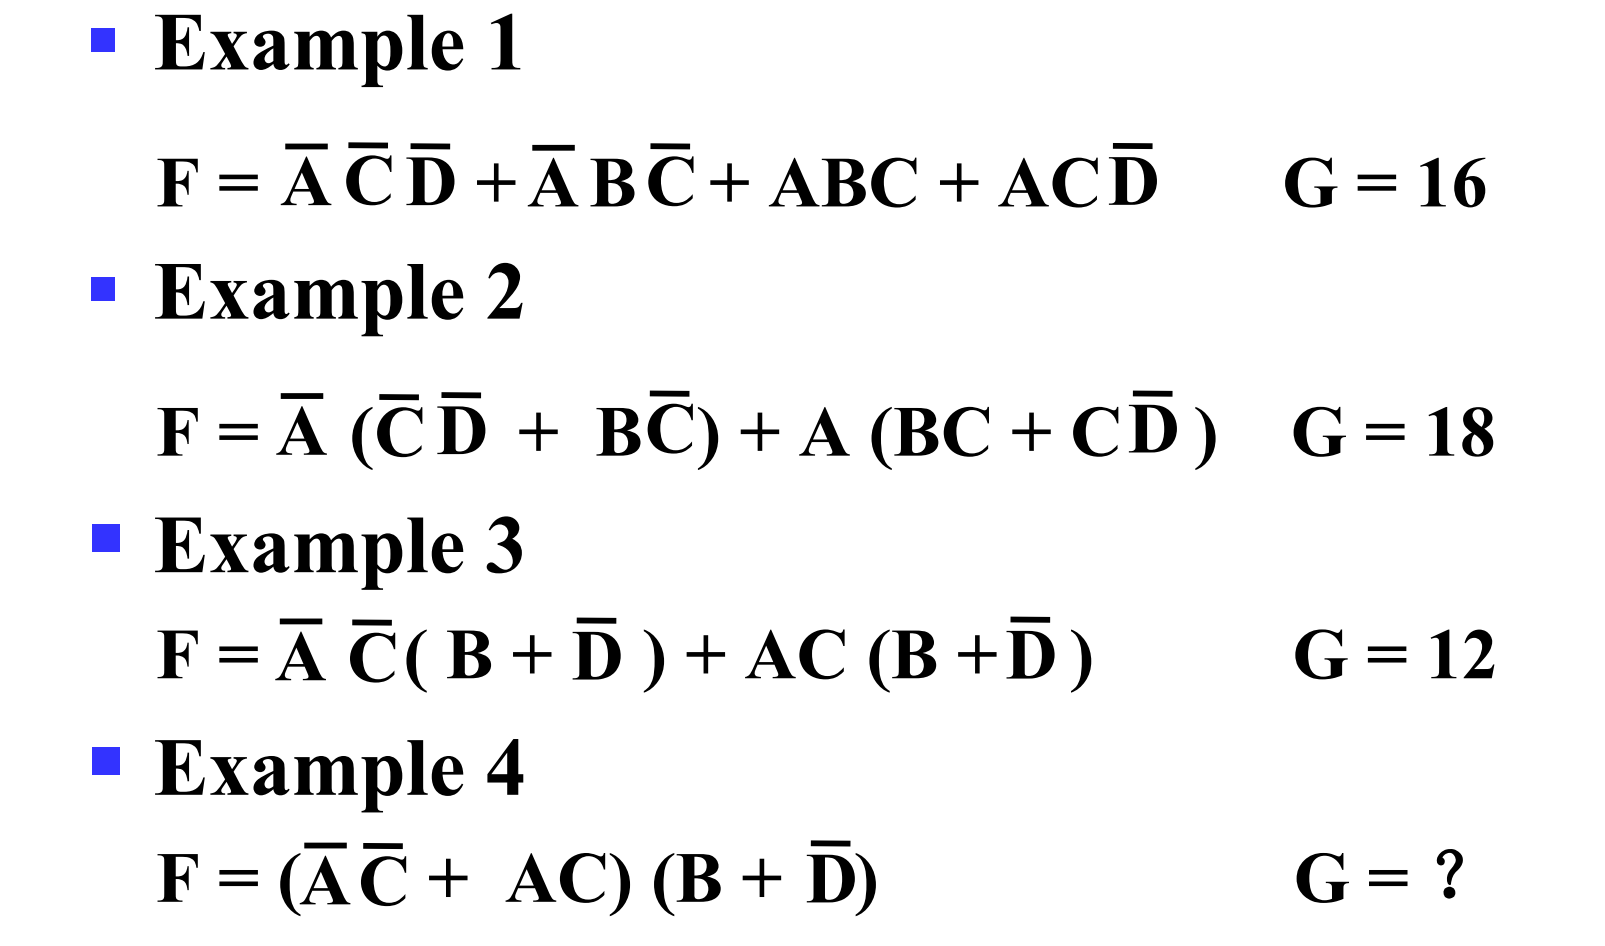 Example 1
F = A̅ C̅ D̅ + A̅ B C̅ + ABC + ACD̅ G = 16
Example 2
F = A̅ (C̅ D̅ + BC̅) + A (BC + CD̅ ) G = 18
Example 3
F = A̅ C̅ ( B + D̅ ) + AC (B + D̅ ) G = 12
Example 4
F = (A̅ C̅ + AC) (B + D̅) G = ?